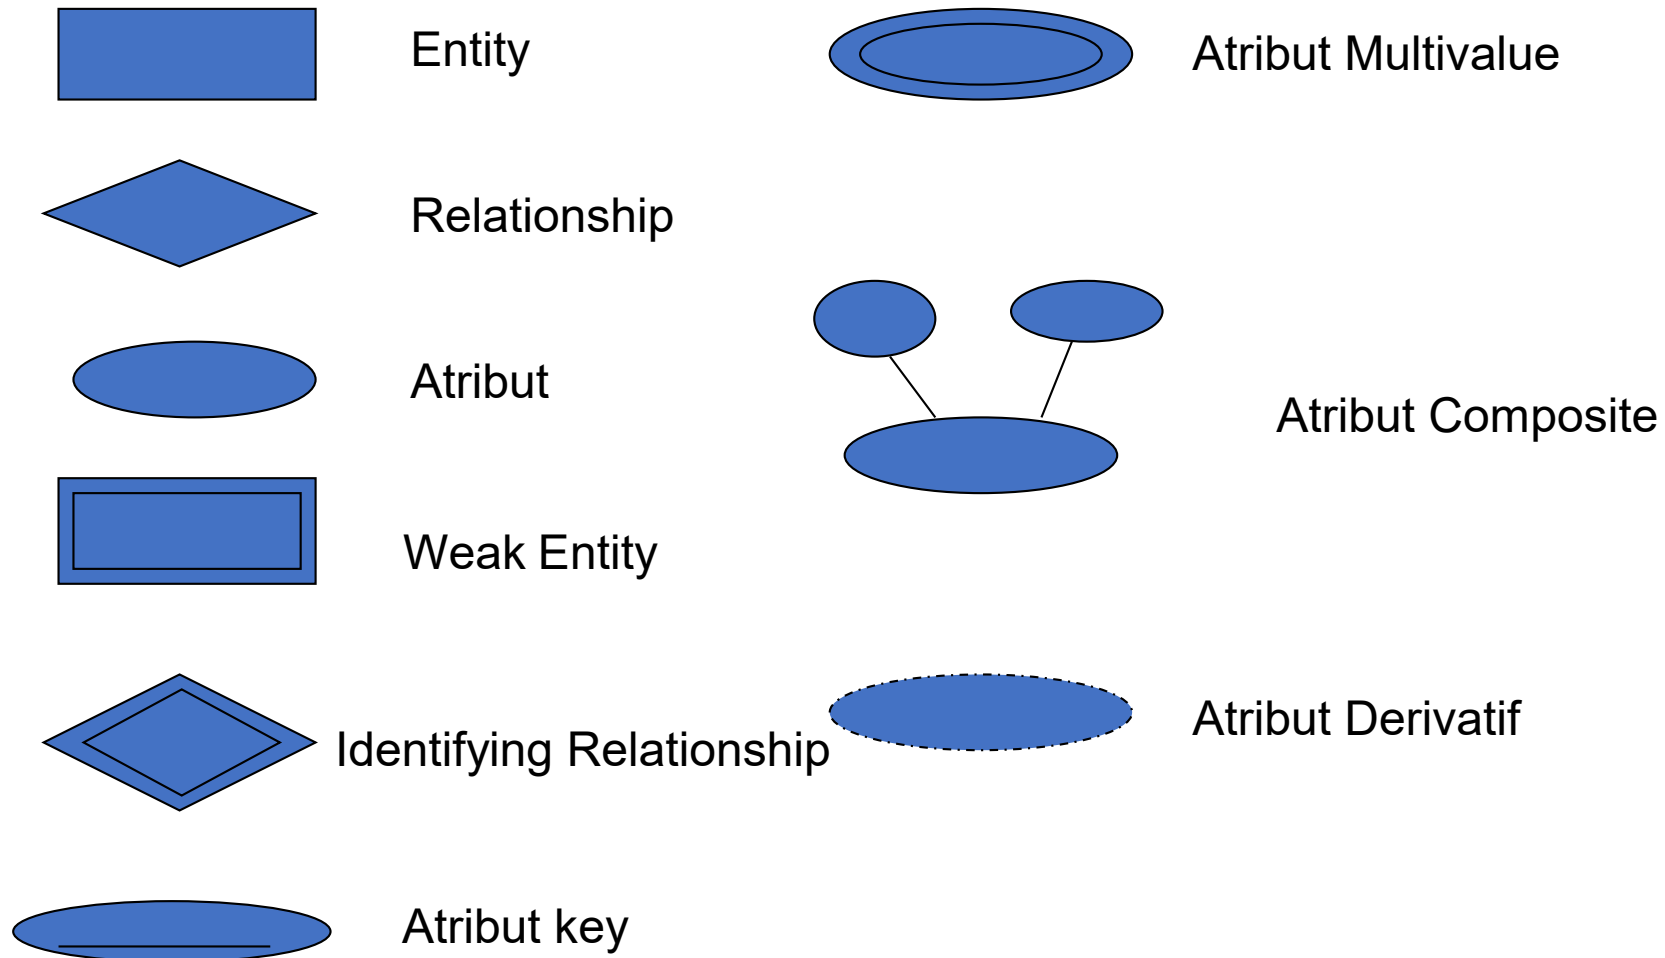 Entity
Relationship
Atribut
Weak Entity
Identifying Relationship
Atribut key
Atribut Multivalue
Atribut Composite
Atribut Derivatif